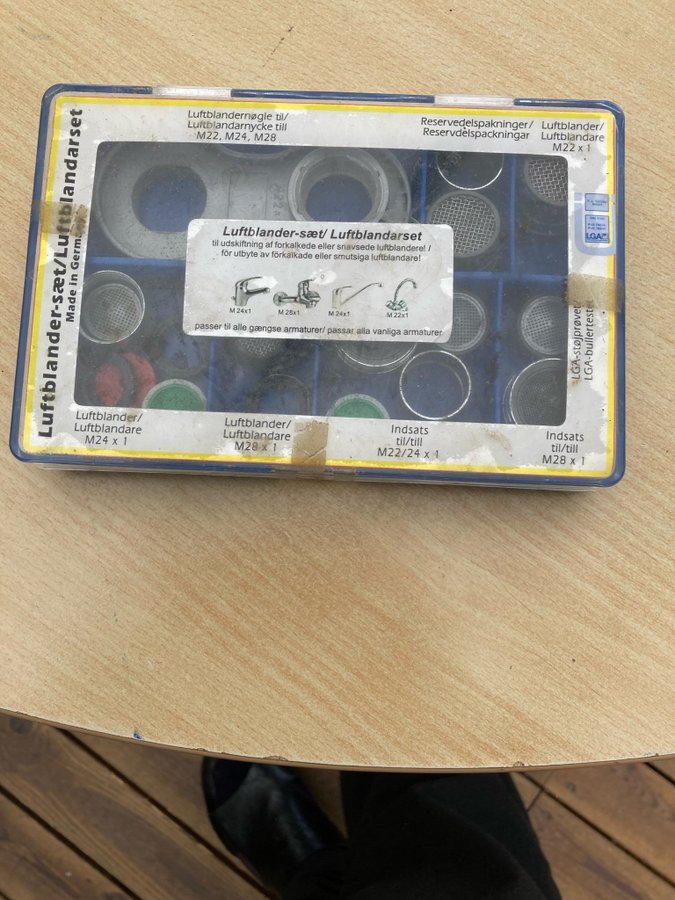 Luftblander-sæt/Luftblandarset
Made in Germ
Luftblandernøgle til/
Luftblandarnycke till
M22, M24, M28
Reservedelspakninger/
Reservdelspackningar
Luftblander/
Luftblandare
M22 x 1
Luftblander-sæt/ Luftblandarset
til udskiftning af forkalkede eller snavsede luftblandere! /
för utbyte av förkalkade eller smutsiga luftblandare!
M 24x1
M 28x1
M 24x1
M 22x1
passer til alle gængse armaturer/ passar alla vanliga armaturer
LGA
LGA-støjprøvet/
LGA-bullertestet
Luftblander/
Luftblandare
M24 x 1
Luftblander/
Luftblandare
M28 x 1
Indsats
til/till
M22/24 x 1
Indsats
til/till
M28 x 1